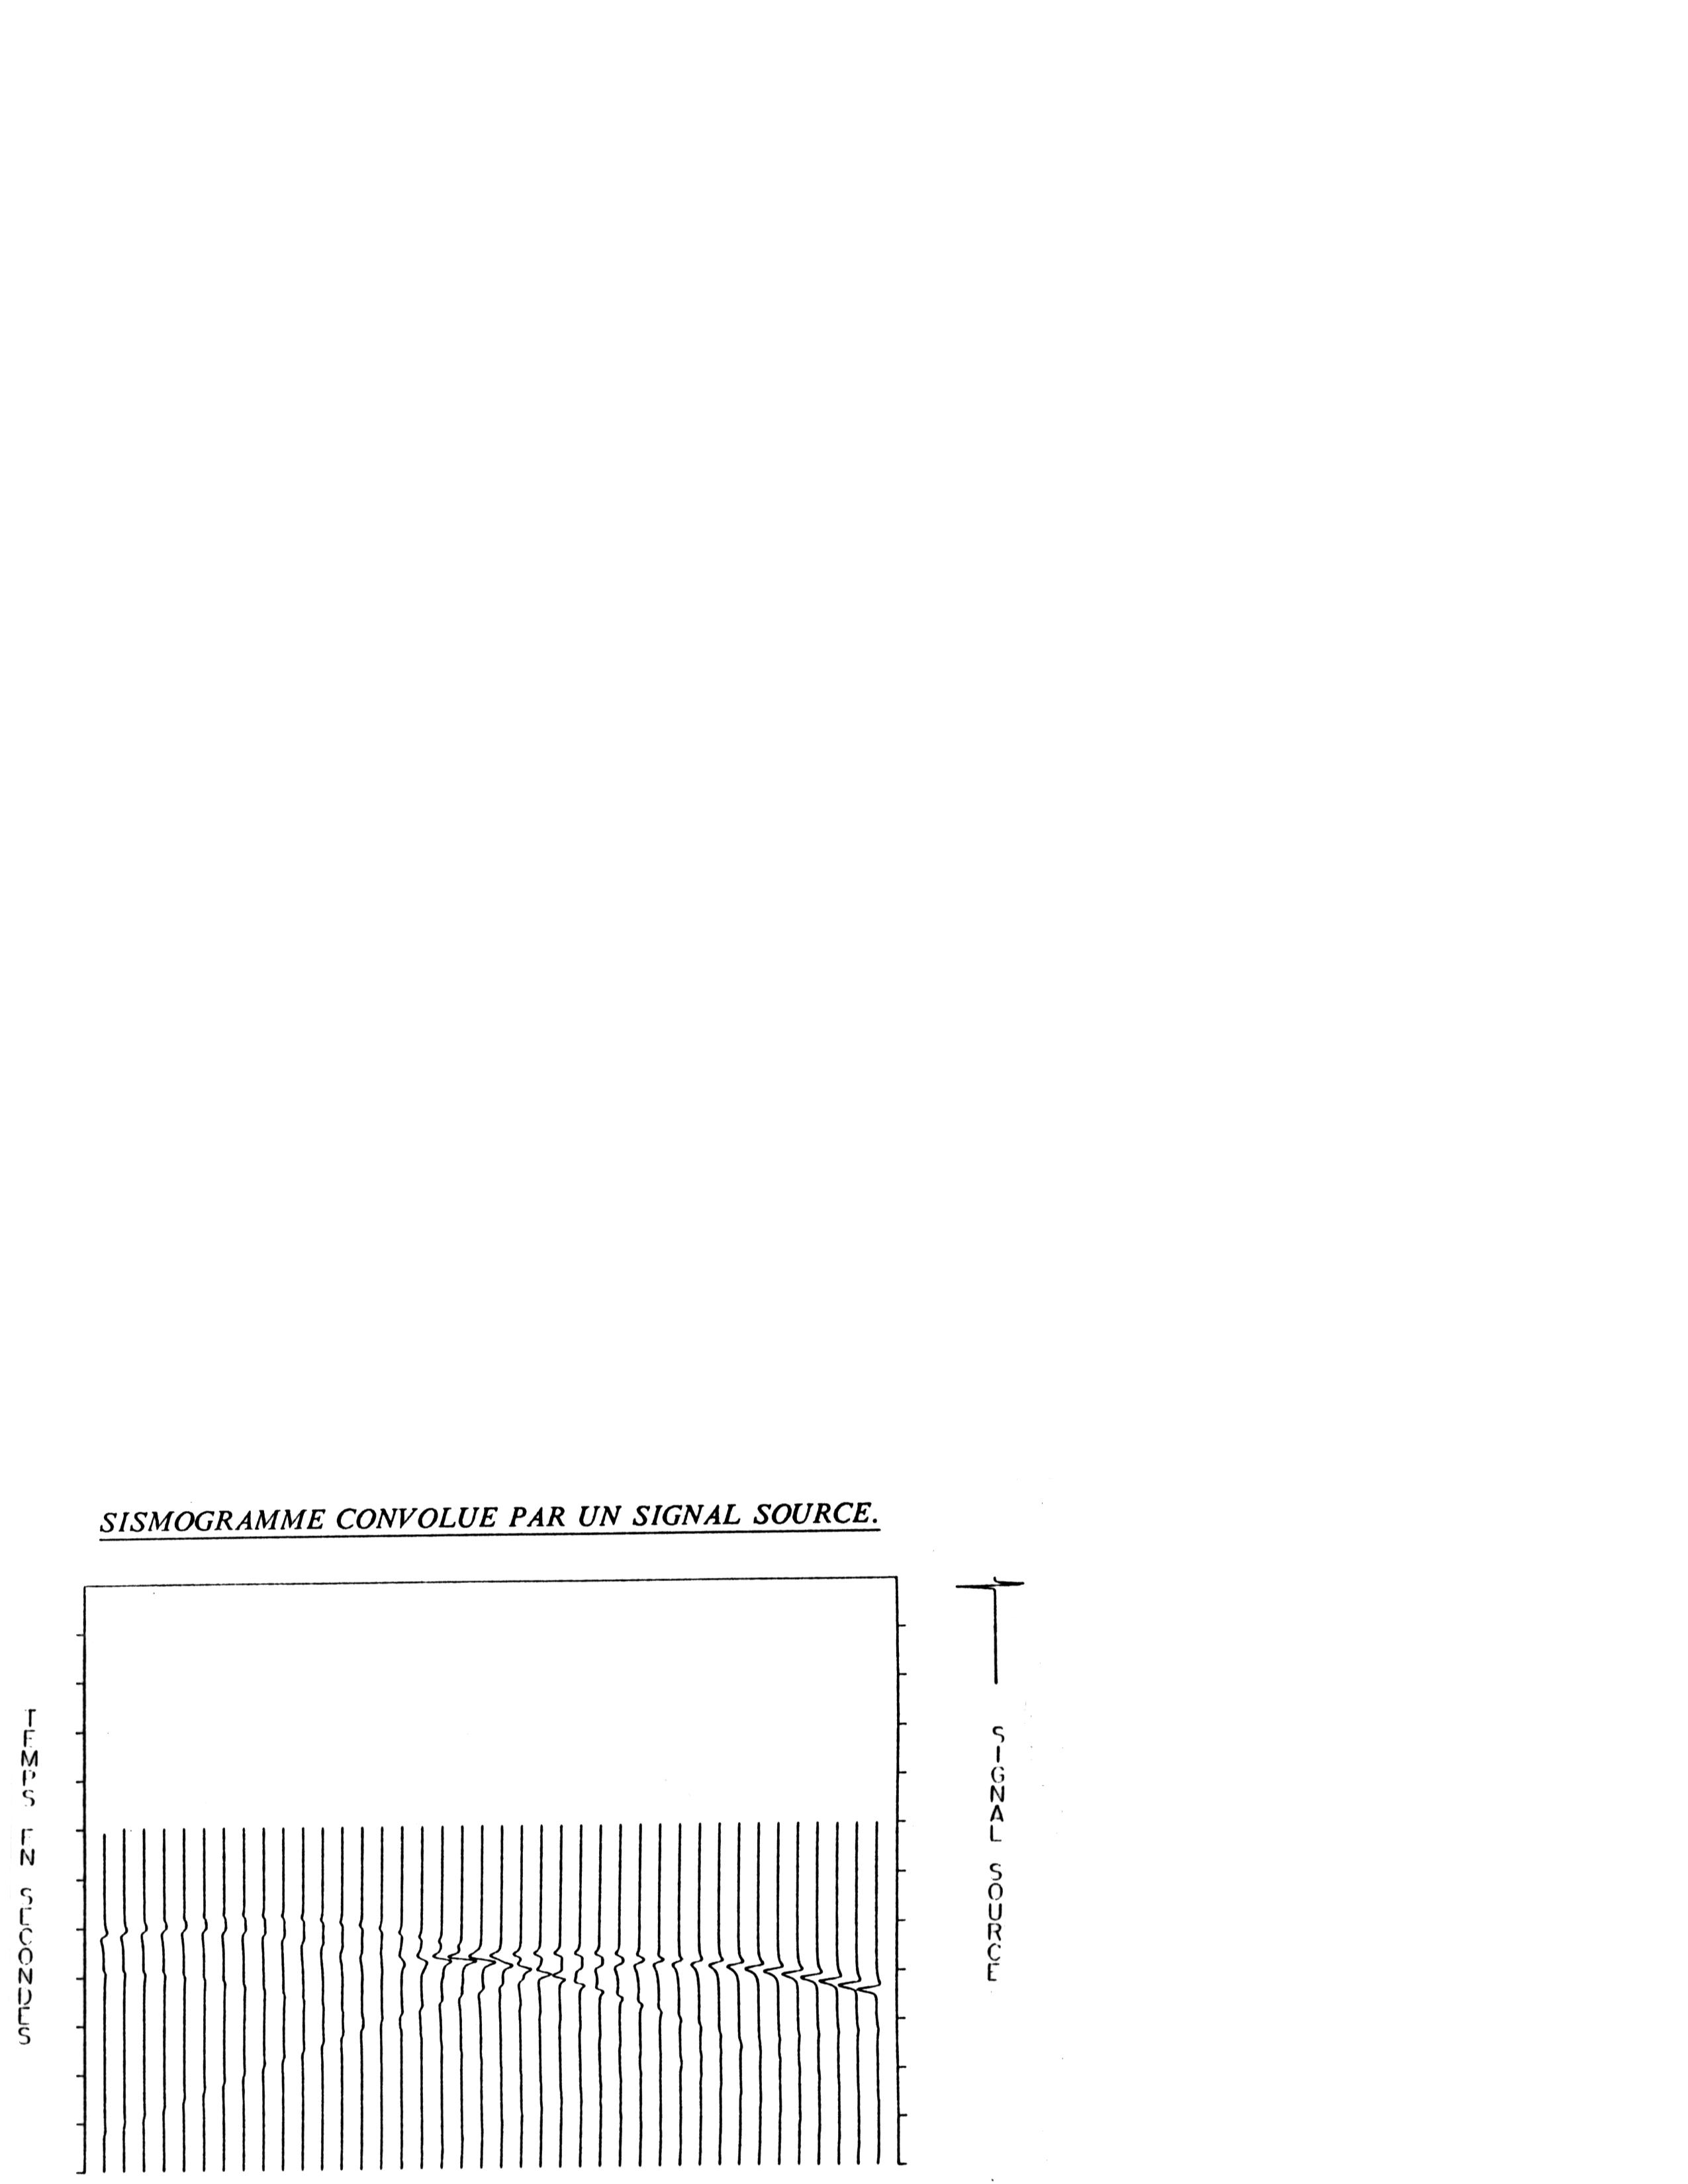 SISMOGRAMME CONVOLUE PAR UN SIGNAL SOURCE.
TEMPS EN SECONDES
SIGNAL SOURCE